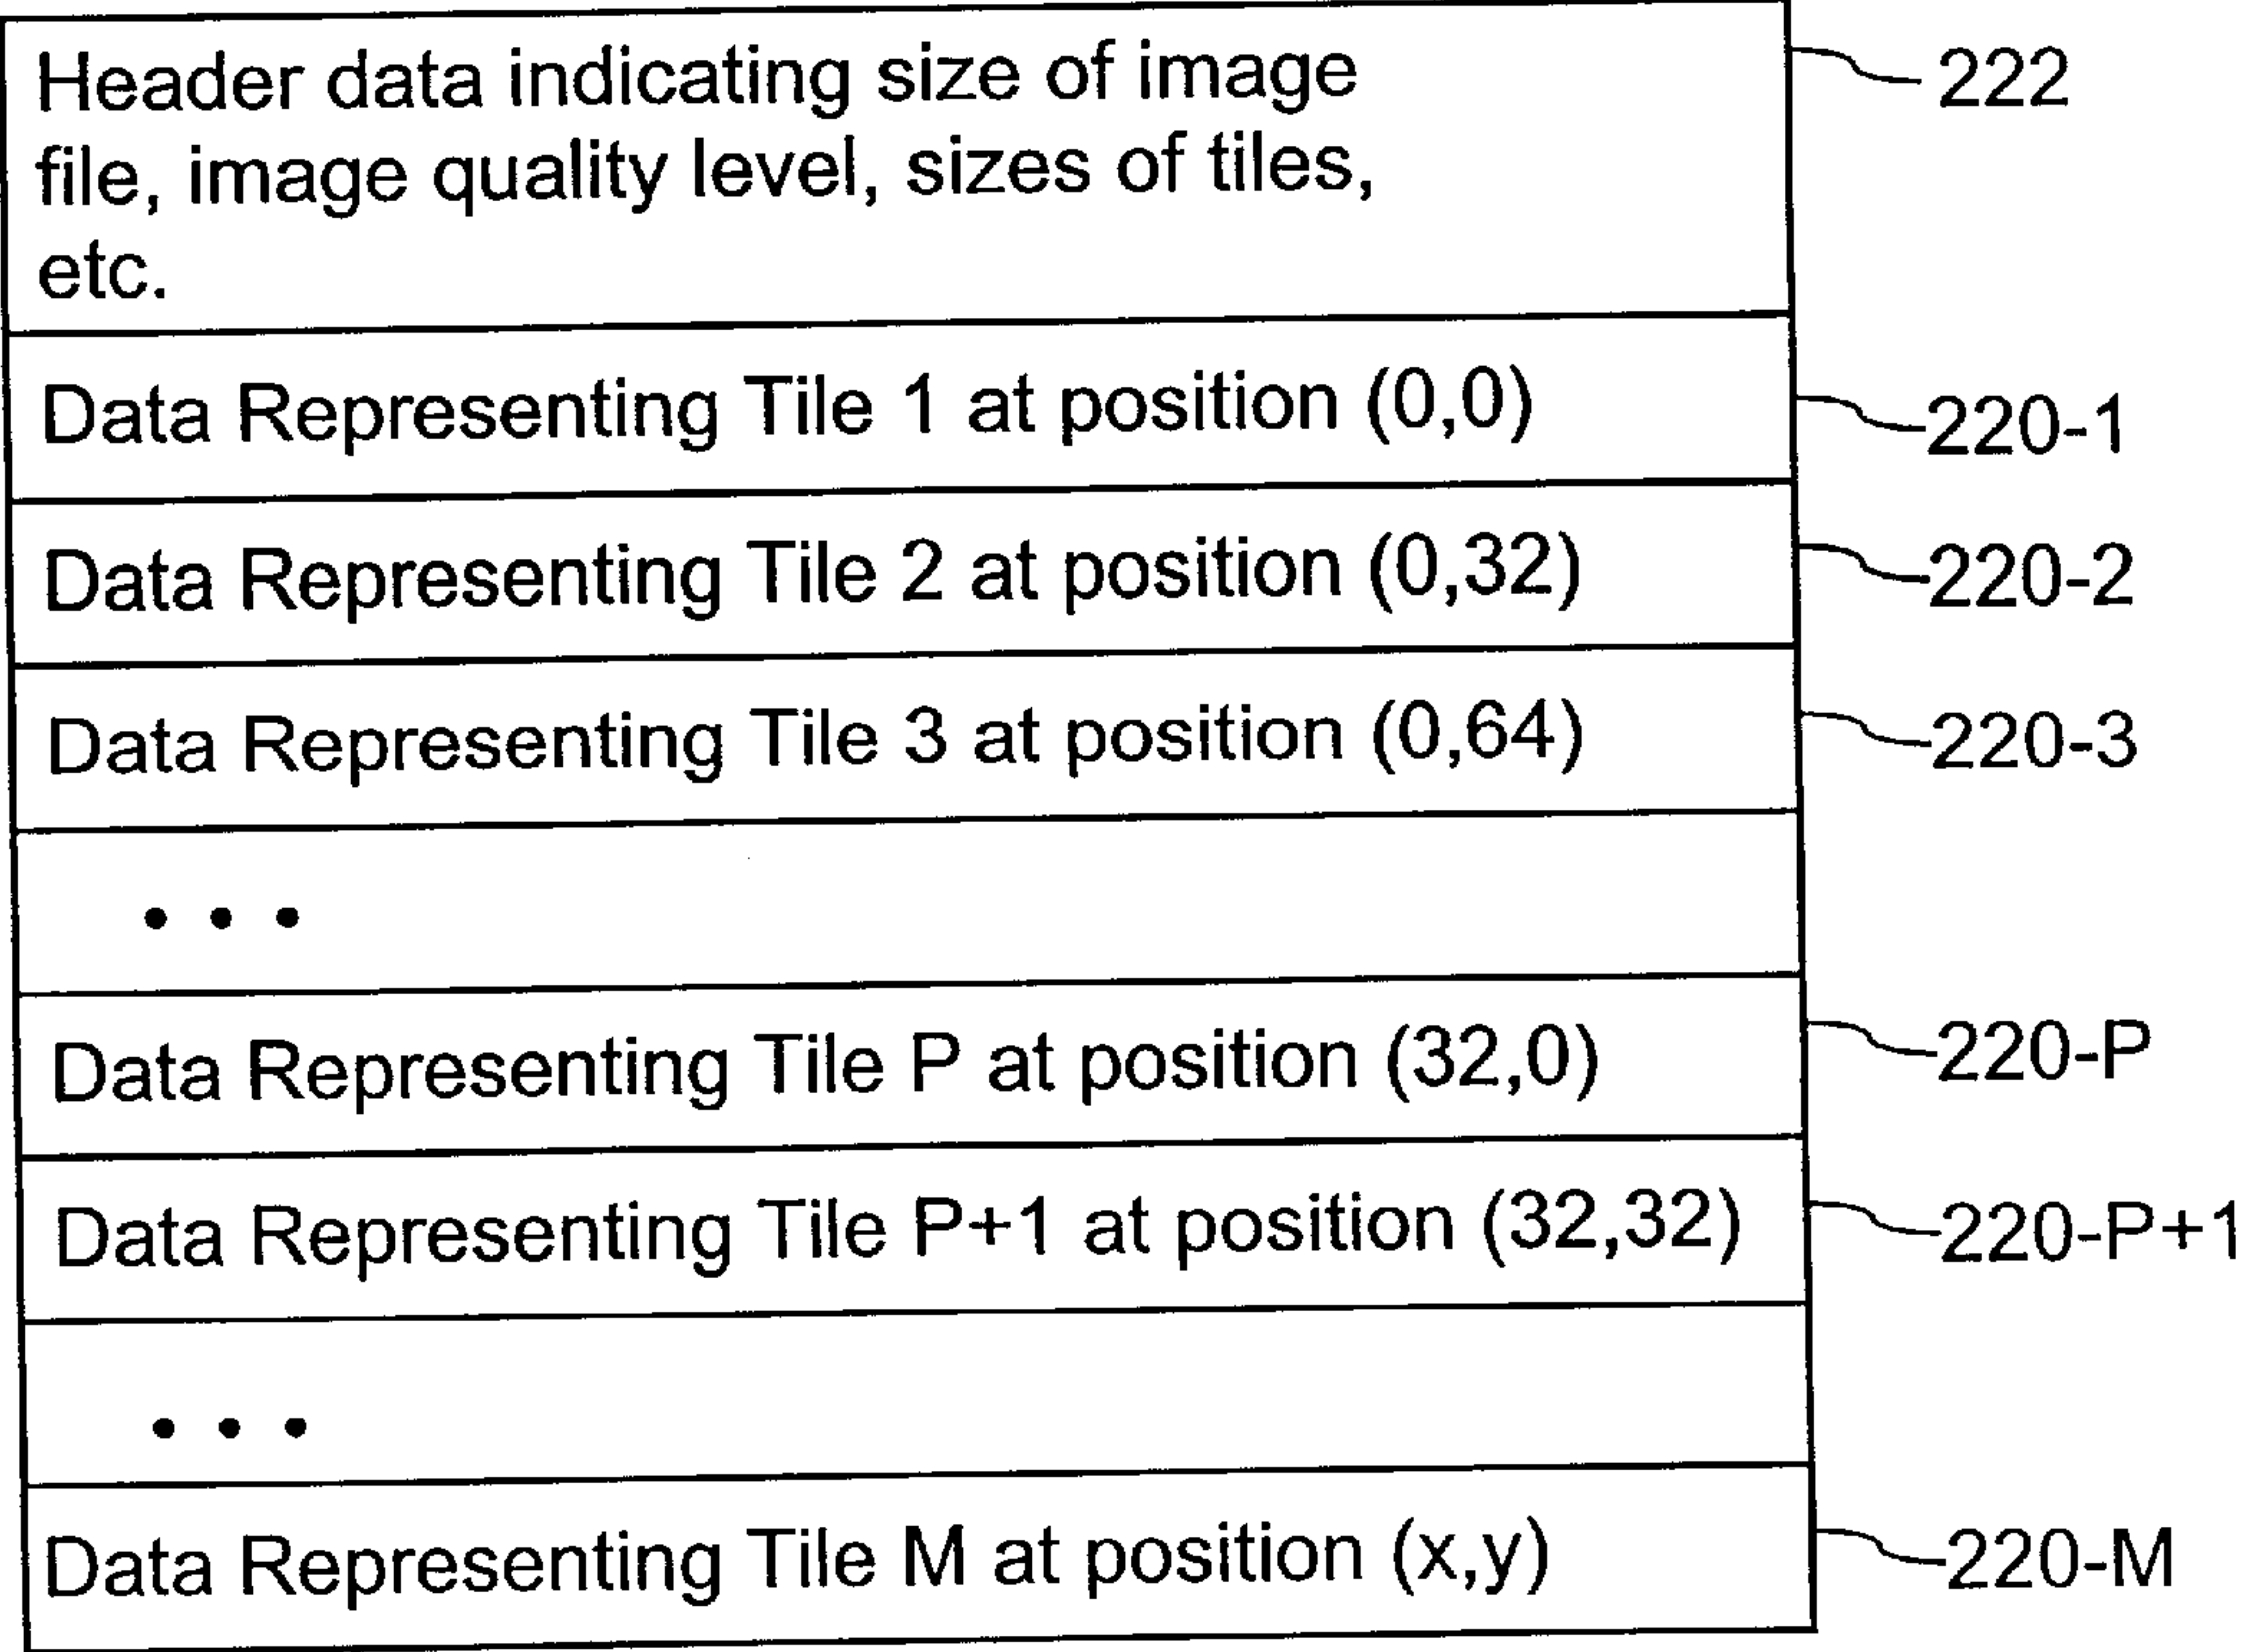 Header data indicating size of image 222
file, image quality level, sizes of tiles,
etc.
Data Representing Tile 1 at position (0,0) 220-1
Data Representing Tile 2 at position (0,32) 220-2
Data Representing Tile 3 at position (0,64) 220-3
• • •
Data Representing Tile P at position (32,0) 220-P
Data Representing Tile P+1 at position (32,32) 220-P+1
• • •
Data Representing Tile M at position (x,y) 220-M